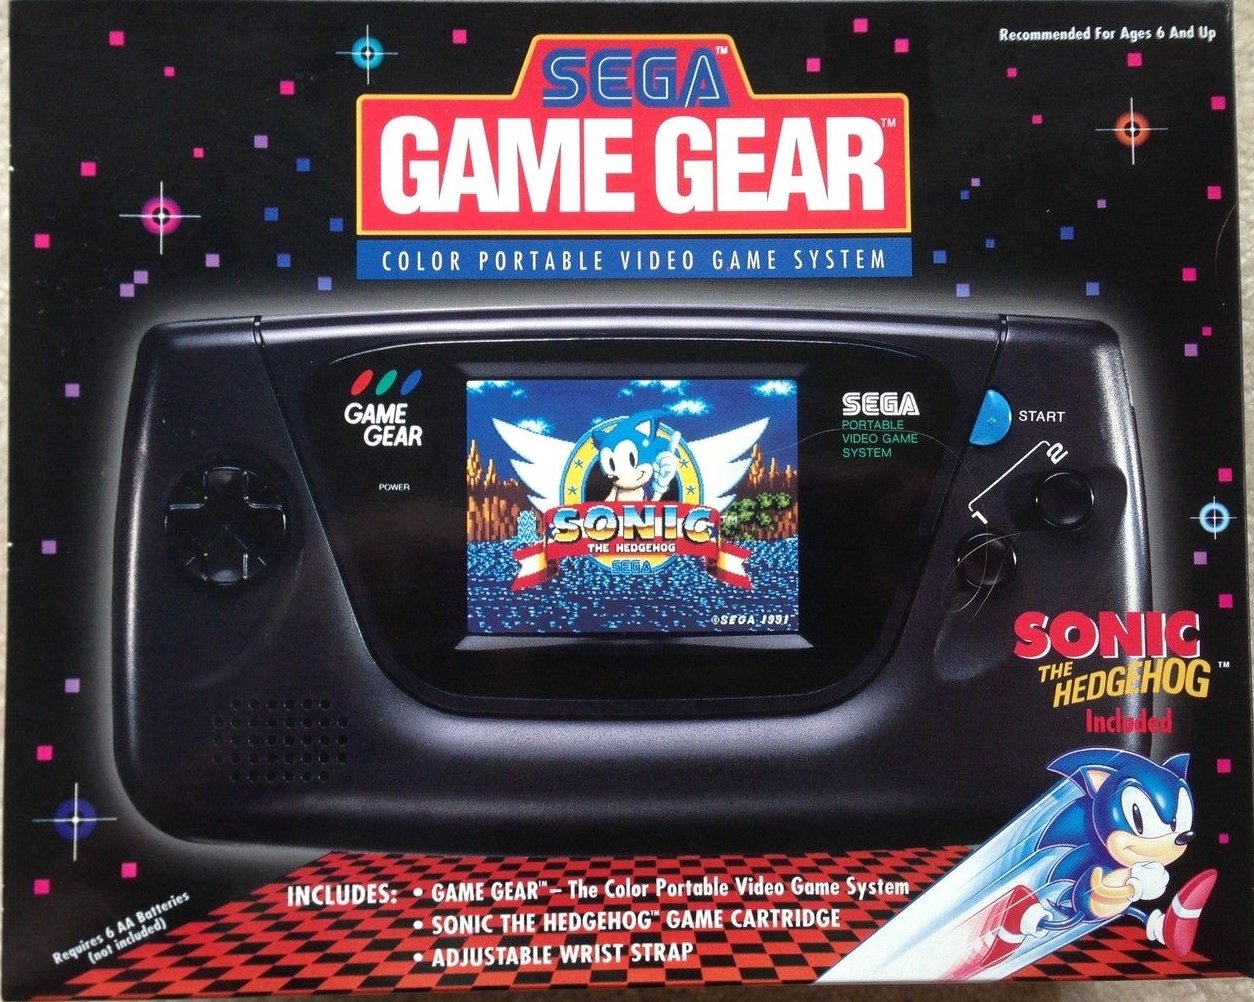 Recommended For Ages 6 And Up
SEGA™
GAME GEAR™
COLOR PORTABLE VIDEO GAME SYSTEM
GAME
GEAR
POWER
SONIC
THE HEDGEHOG
SEGA
©SEGA 1991
SEGA
PORTABLE
VIDEO GAME
SYSTEM
START
2
1
SONIC
THE
HEDGEHOG™
Included
INCLUDES: • GAME GEAR™ – The Color Portable Video Game System
• SONIC THE HEDGEHOG™ GAME CARTRIDGE
• ADJUSTABLE WRIST STRAP
Requires 6 AA Batteries
(not included)